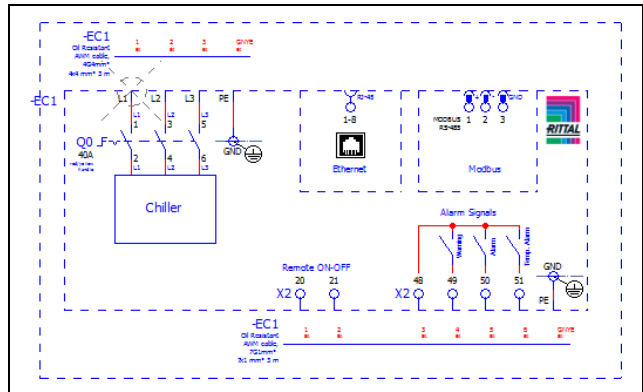 -EC1
Oil Resistant
AWM cable,
4G4mm²
4x4 mm² 3 m
1 2 3 GNYE
-EC1
L1 L2 L3 PE
L1 L2 L3
1 3 5
Q0
40A
2 4 6
L1 L2 L3
GND
Chiller
RJ-45
1-8
Ethernet
+ - GND
MODBUS
RS-485
1 2 3
Modbus
RITTAL
Alarm Signals
Warning
Alarm
Temp. Alarm
Remote ON-OFF
20 21
X2
48 49 50 51
X2
GND
PE
-EC1
Oil Resistant
AWM cable,
7G1mm²
7x1 mm² 3 m
1 2 3 4 5 6 GNYE